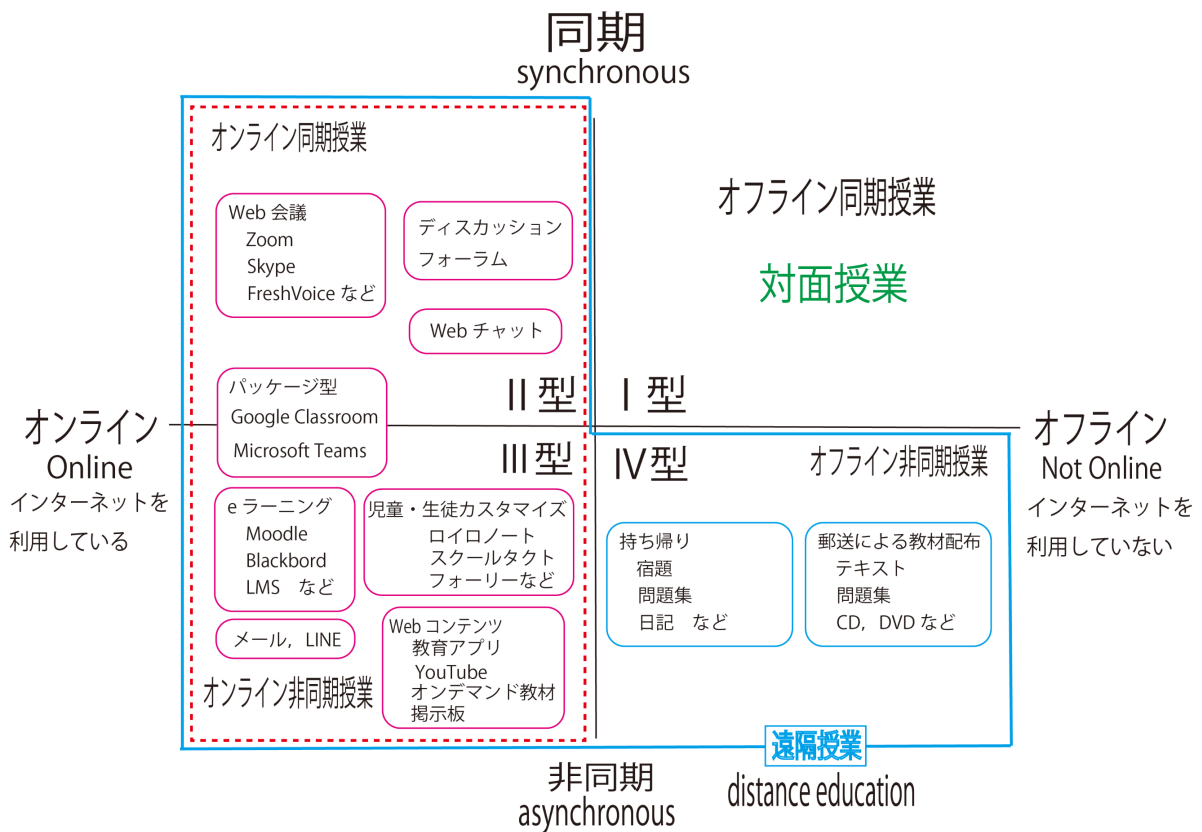 同期
synchronous
オンライン同期授業
Web 会議
Zoom
Skype
FreshVoice など
ディスカッション
フォーラム
Web チャット
オフライン同期授業
対面授業
パッケージ型
Google Classroom
Microsoft Teams
II 型
I 型
オンライン
Online
インターネットを
利用している
オフライン
Not Online
インターネットを
利用していない
III型
IV型
オフライン非同期授業
e ラーニング
Moodle
Blackbord
LMS など
児童・生徒カスタマイズ
ロイロノート
スクールタクト
フォーリーなど
メール，LINE
Web コンテンツ
教育アプリ
YouTube
オンデマンド教材
掲示板
オンライン非同期授業
持ち帰り
宿題
問題集
日記 など
郵送による教材配布
テキスト
問題集
CD，DVD など
遠隔授業
distance education
非同期
asynchronous